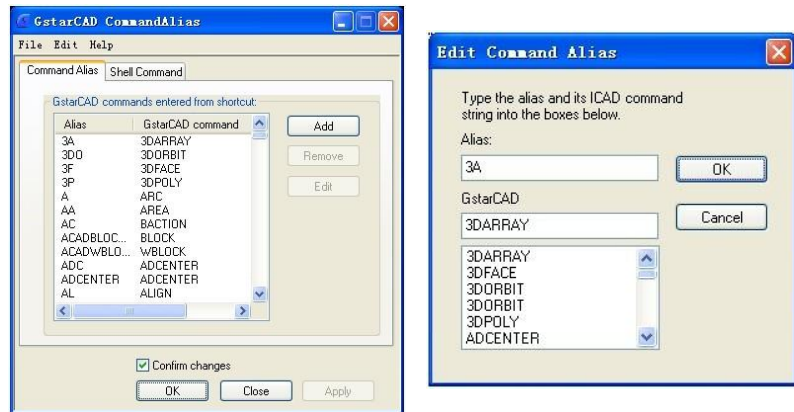 GstarCAD CommandAlias
File Edit Help
Command Alias Shell Command
GstarCAD commands entered from shortcut:
Alias GstarCAD command
3A 3DARRAY
3DO 3DORBIT
3F 3DFACE
3P 3DPOLY
A ARC
AA AREA
AC BACTION
ACADBLOC... BLOCK
ACADWBLO... WBLOCK
ADC ADCENTER
ADCENTER ADCENTER
AL ALIGN
Add
Remove
Edit
Confirm changes
OK Close Apply
Edit Command Alias
Type the alias and its ICAD command
string into the boxes below.
Alias:
3A
OK
GstarCAD
3DARRAY
Cancel
3DARRAY
3DFACE
3DORBIT
3DORBIT
3DPOLY
ADCENTER